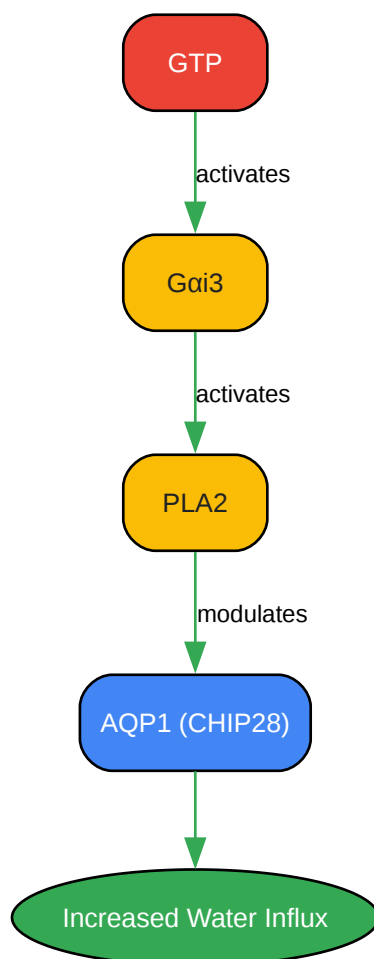 GTP
activates
Gαi3
activates
PLA2
modulates
AQP1 (CHIP28)
Increased Water Influx